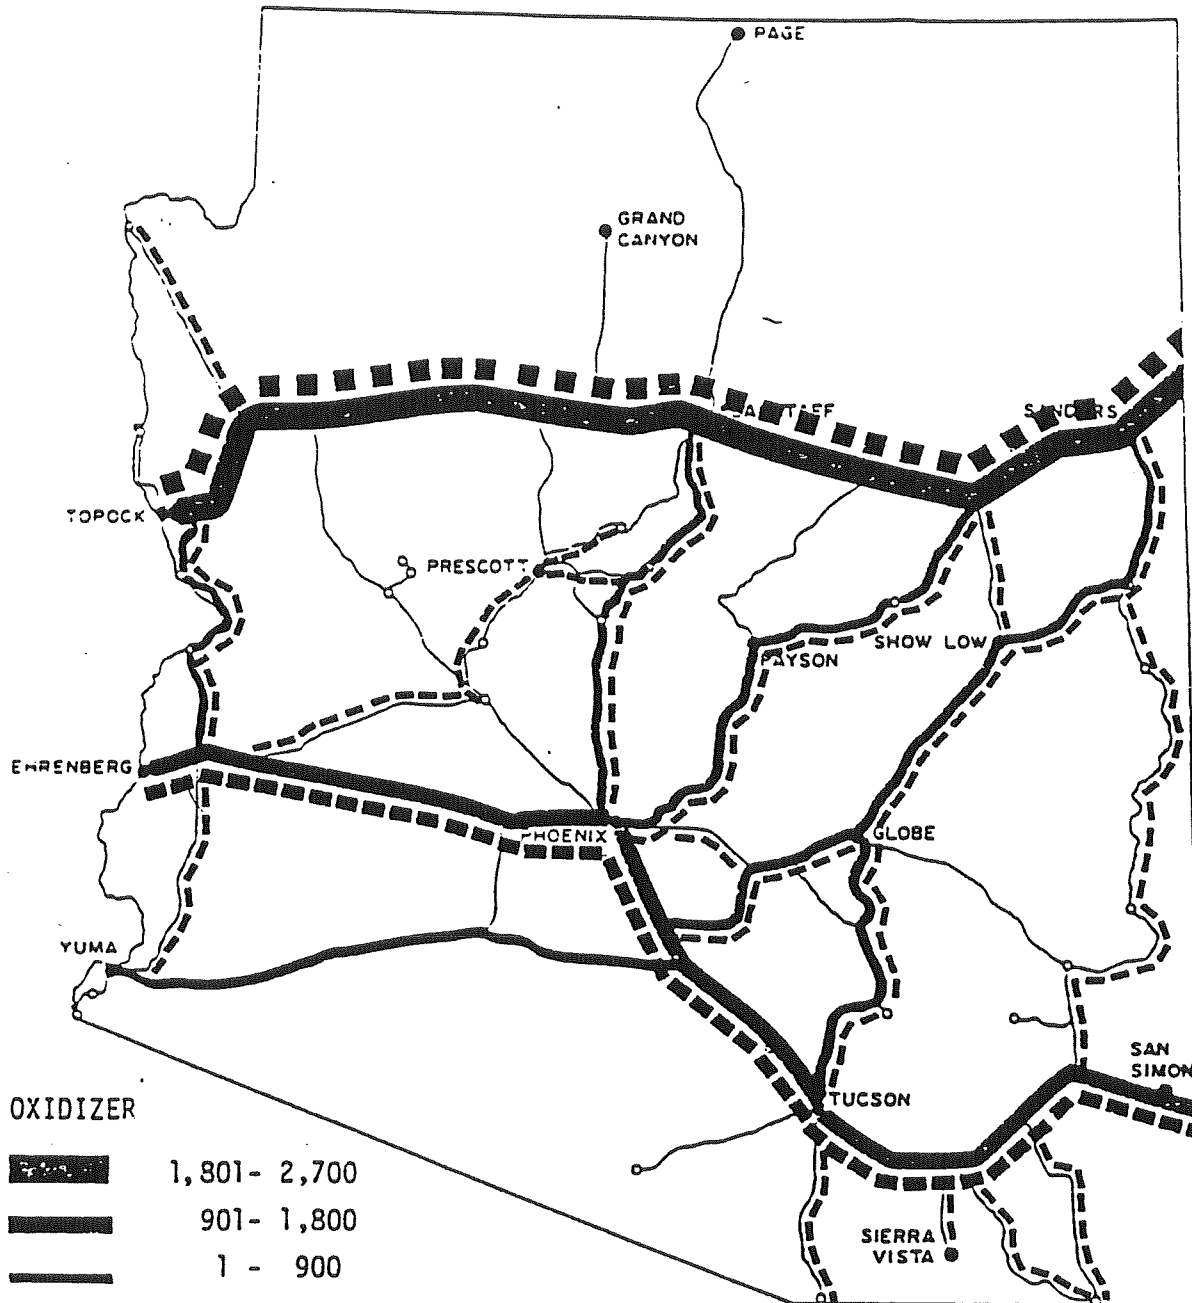 PAGE
GRAND
CANYON
SANDERS
TOPOCK
PRESCOTT
PAYSON
SHOW LOW
EHRENBERG
PHOENIX
GLOBE
YUMA
SAN
SIMON
TUCSON
SIERRA
VISTA
OXIDIZER
1,801- 2,700
901- 1,800
1 - 900